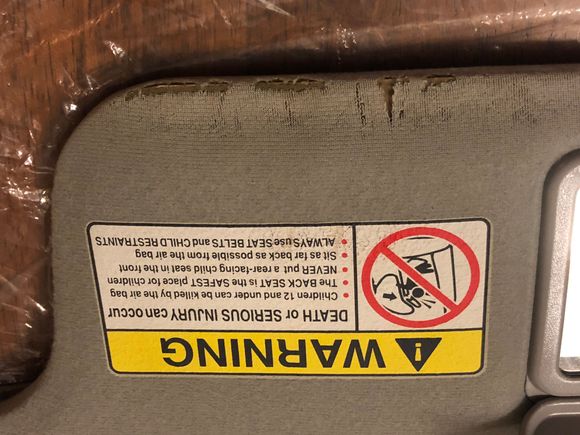 WARNING
DEATH or SERIOUS INJURY can occur
• Children 12 and under can be killed by the air bag
• The BACK SEAT is the SAFEST place for children
• NEVER put a rear-facing child seat in the front
• Sit as far back as possible from the air bag
• ALWAYS use SEAT BELTS and CHILD RESTRAINTS